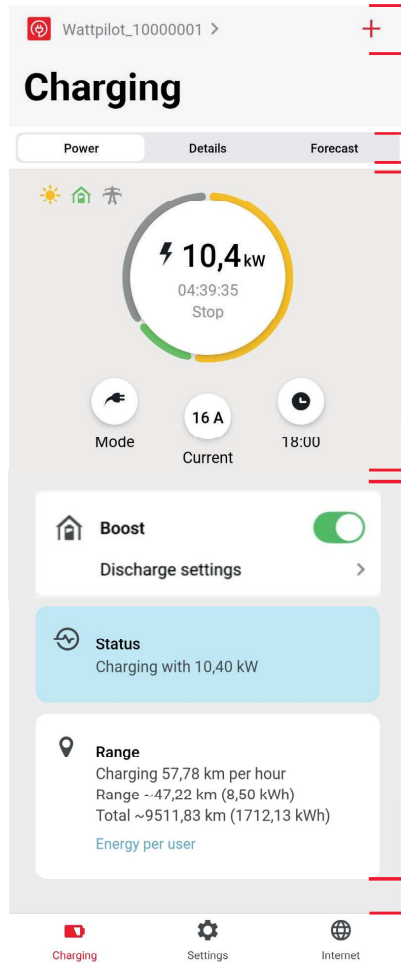 Wattpilot_10000001 >
Charging
Power Details Forecast
10,4 kW
04:39:35
Stop
16 A
Mode
Current
18:00
Boost
Discharge settings >
Status
Charging with 10,40 kW
Range
Charging 57,78 km per hour
Range ~47,22 km (8,50 kWh)
Total ~9511,83 km (1712,13 kWh)
Energy per user
Charging Settings Internet